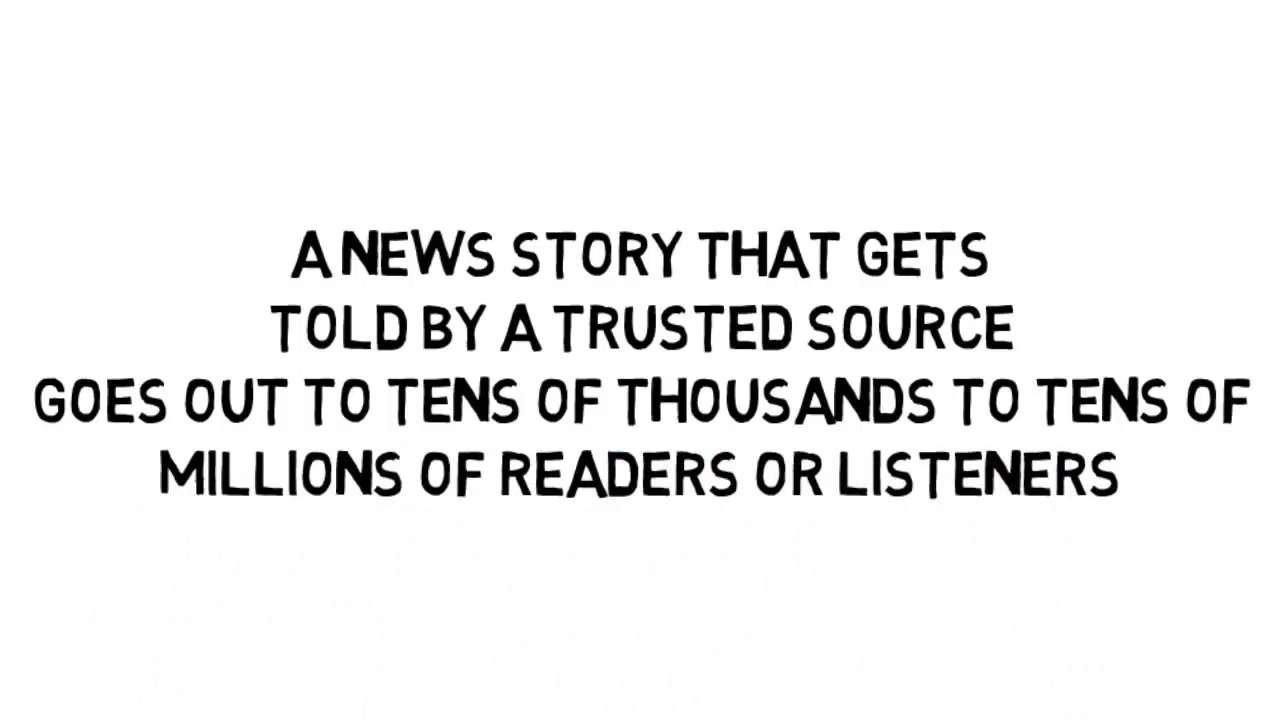 A NEWS STORY THAT GETS
TOLD BY A TRUSTED SOURCE
GOES OUT TO TENS OF THOUSANDS TO TENS OF
MILLIONS OF READERS OR LISTENERS